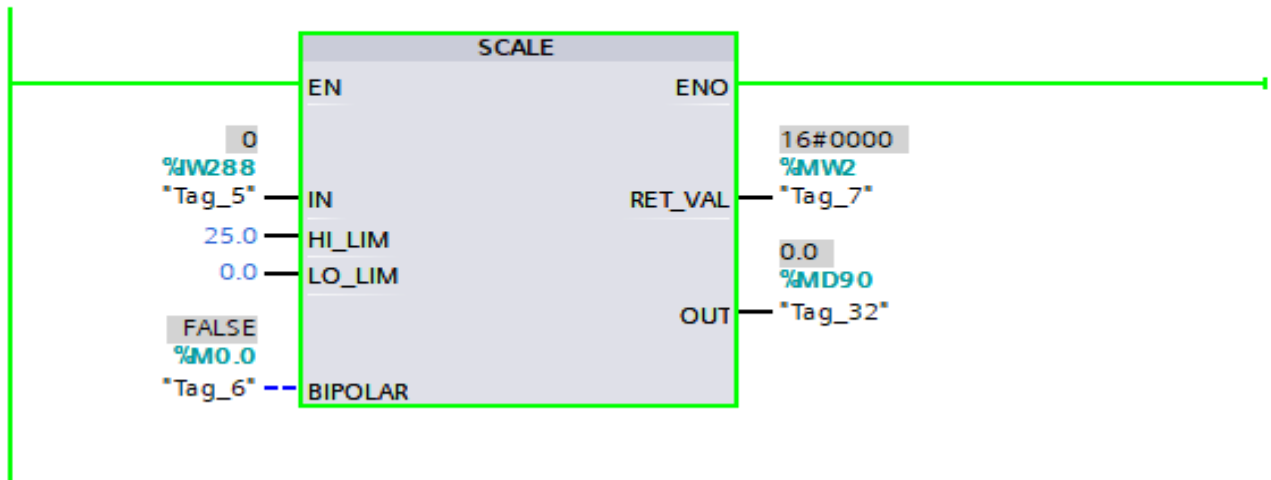 SCALE
EN
ENO
0
%IW288
"Tag_5"
IN
25.0
HI_LIM
0.0
LO_LIM
FALSE
%M0.0
"Tag_6"
BIPOLAR
16#0000
%MW2
RET_VAL
"Tag_7"
0.0
%MD90
OUT
"Tag_32"